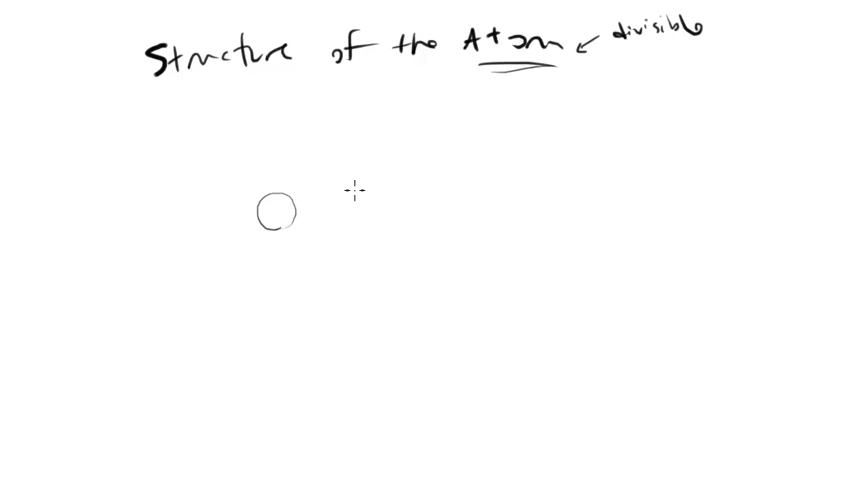 Structure of the Atom
divisible